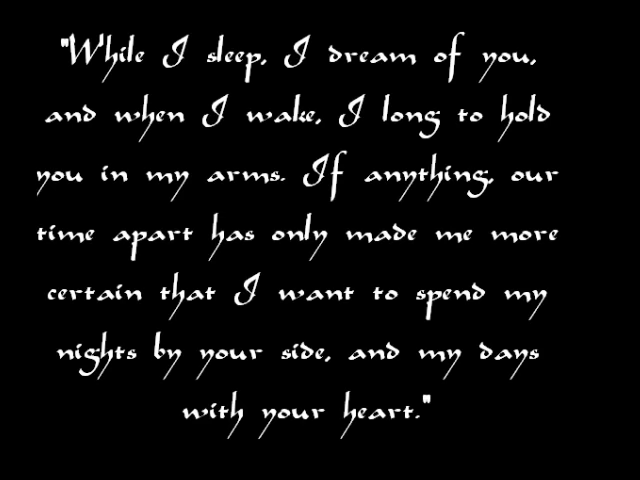 "While I sleep, I dream of you,
and when I wake, I long to hold
you in my arms. If anything, our
time apart has only made me more
certain that I want to spend my
nights by your side, and my days
with your heart."